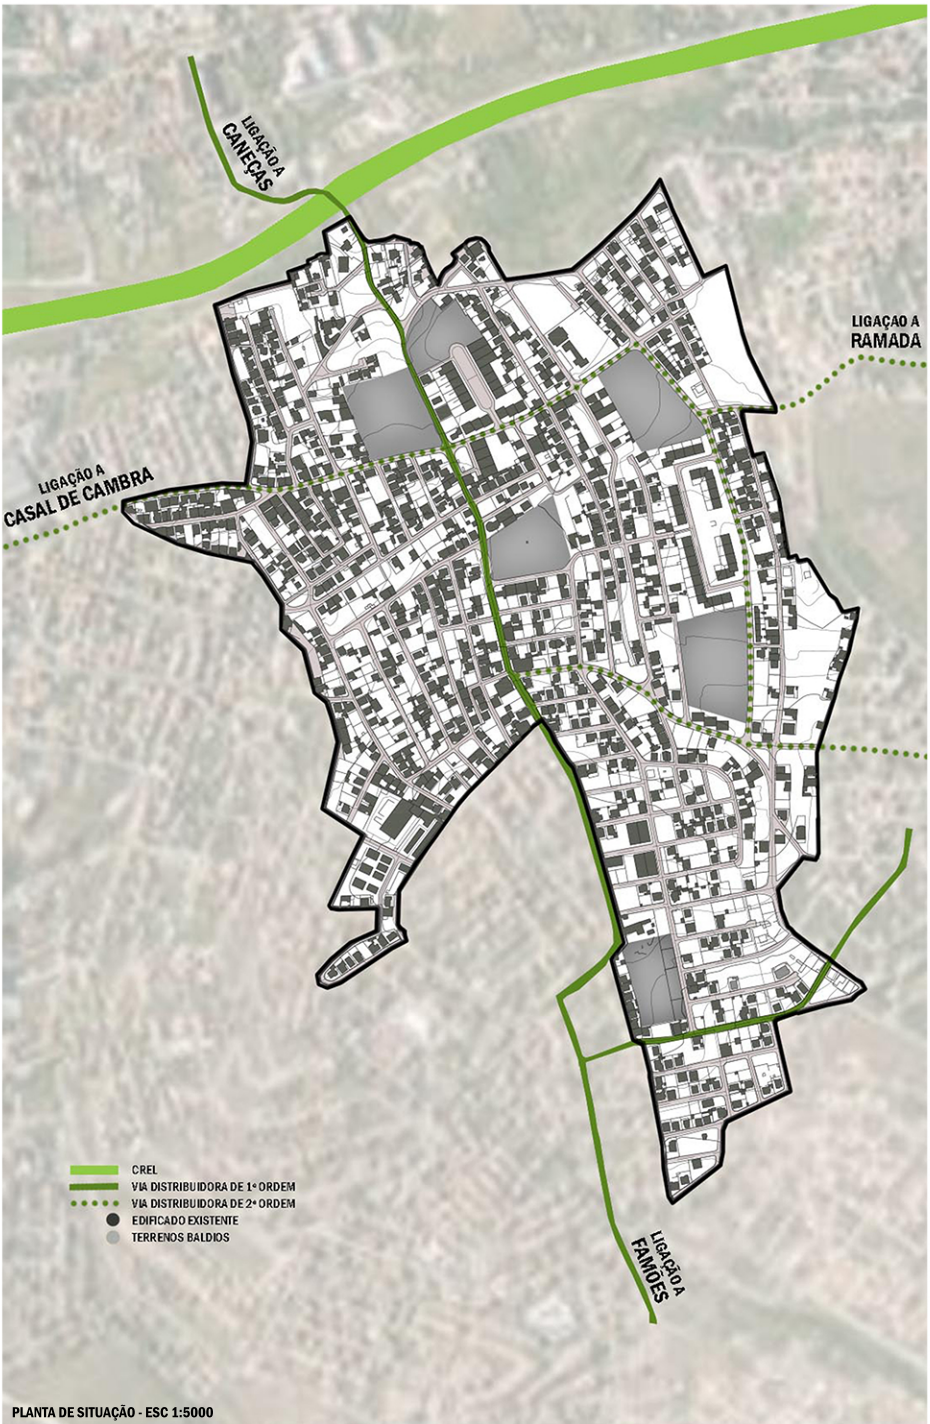 LIGAÇÃO A
CANEÇAS
LIGAÇAO A
RAMADA
LIGAÇÃO A
CASAL DE CAMBRA
CREL
VIA DISTRIBUIDORA DE 1ª ORDEM
VIA DISTRIBUIDORA DE 2ª ORDEM
EDIFICADO EXISTENTE
TERRENOS BALDIOS
LIGAÇÃO A
FAMÕES
PLANTA DE SITUAÇÃO - ESC 1:5000